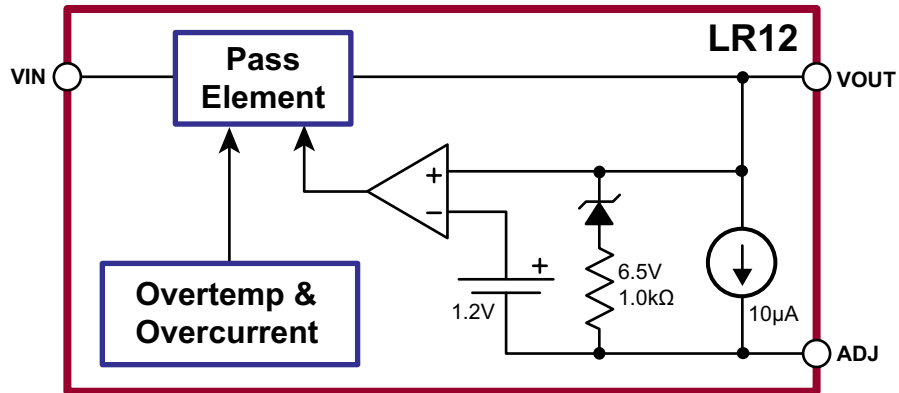 LR12
Pass
Element
VIN
VOUT
+
−
+
1.2V
6.5V
1.0kΩ
10µA
Overtemp &
Overcurrent
ADJ